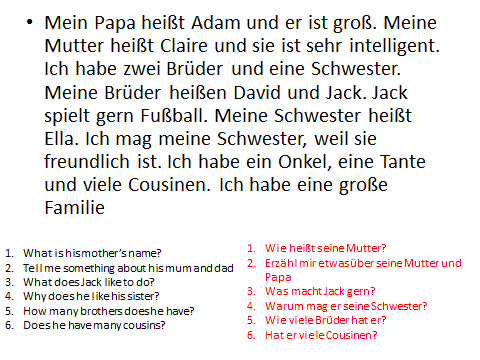 • Mein Papa heißt Adam und er ist groß. Meine
Mutter heißt Claire und sie ist sehr intelligent.
Ich habe zwei Brüder und eine Schwester.
Meine Brüder heißen David und Jack. Jack
spielt gern Fußball. Meine Schwester heißt
Ella. Ich mag meine Schwester, weil sie
freundlich ist. Ich habe ein Onkel, eine Tante
und viele Cousinen. Ich habe eine große
Familie
1. What is his mother's name?
2. Tell me something about his mum and dad
3. What does Jack like to do?
4. Why does he like his sister?
5. How many brothers does he have?
6. Does he have many cousins?
1. Wie heißt seine Mutter?
2. Erzähl mir etwas über seine Mutter und
Papa
3. Was macht Jack gern?
4. Warum mag er seine Schwester?
5. Wie viele Brüder hat er?
6. Hat er viele Cousinen?